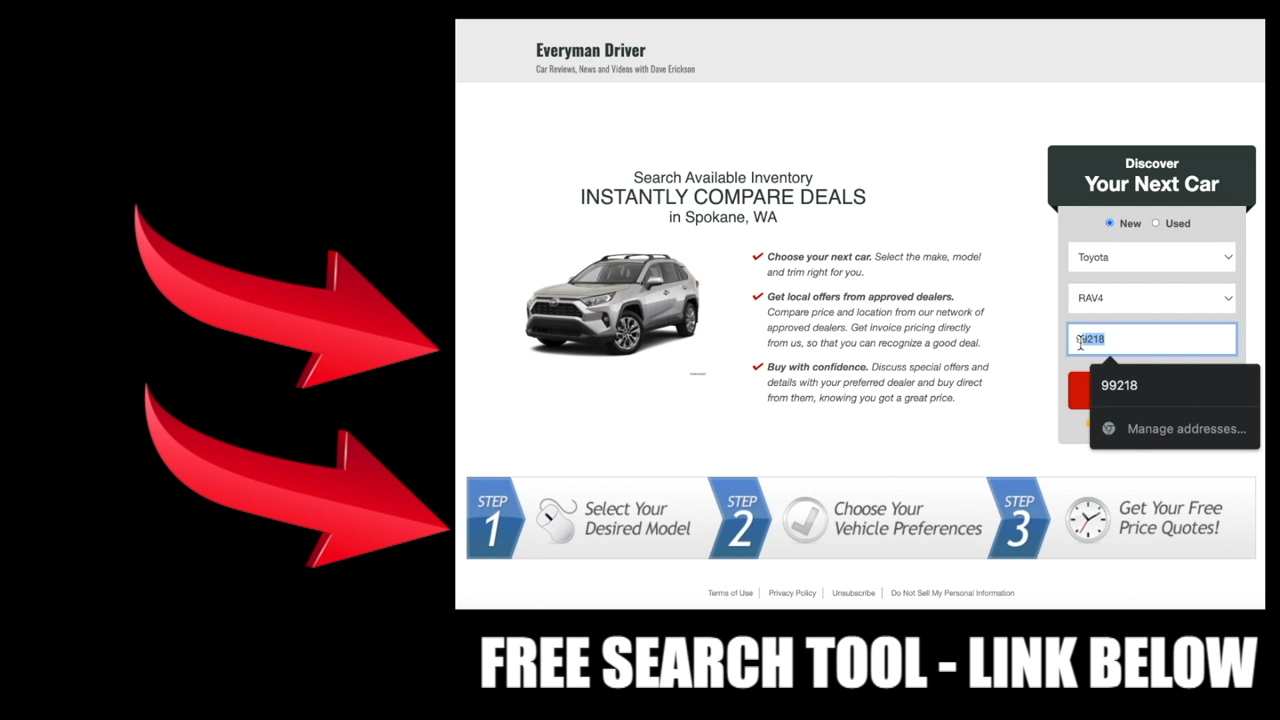 Everyman Driver
Car Reviews, News and Videos with Dave Erickson
Search Available Inventory
INSTANTLY COMPARE DEALS
in Spokane, WA
Choose your next car. Select the make, model
and trim right for you.
Get local offers from approved dealers.
Compare price and location from our network of
approved dealers. Get invoice pricing directly
from us, so that you can recognize a good deal.
Buy with confidence. Discuss special offers and
details with your preferred dealer and buy direct
from them, knowing you got a great price.
Discover
Your Next Car
New Used
Toyota
RAV4
99218
99218
Manage addresses...
STEP
1
Select Your
Desired Model
STEP
2
Choose Your
Vehicle Preferences
STEP
3
Get Your Free
Price Quotes!
Terms of Use | Privacy Policy | Unsubscribe | Do Not Sell My Personal Information
FREE SEARCH TOOL - LINK BELOW